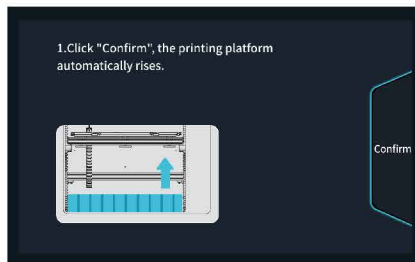 1.Click "Confirm", the printing platform
automatically rises.
Confirm